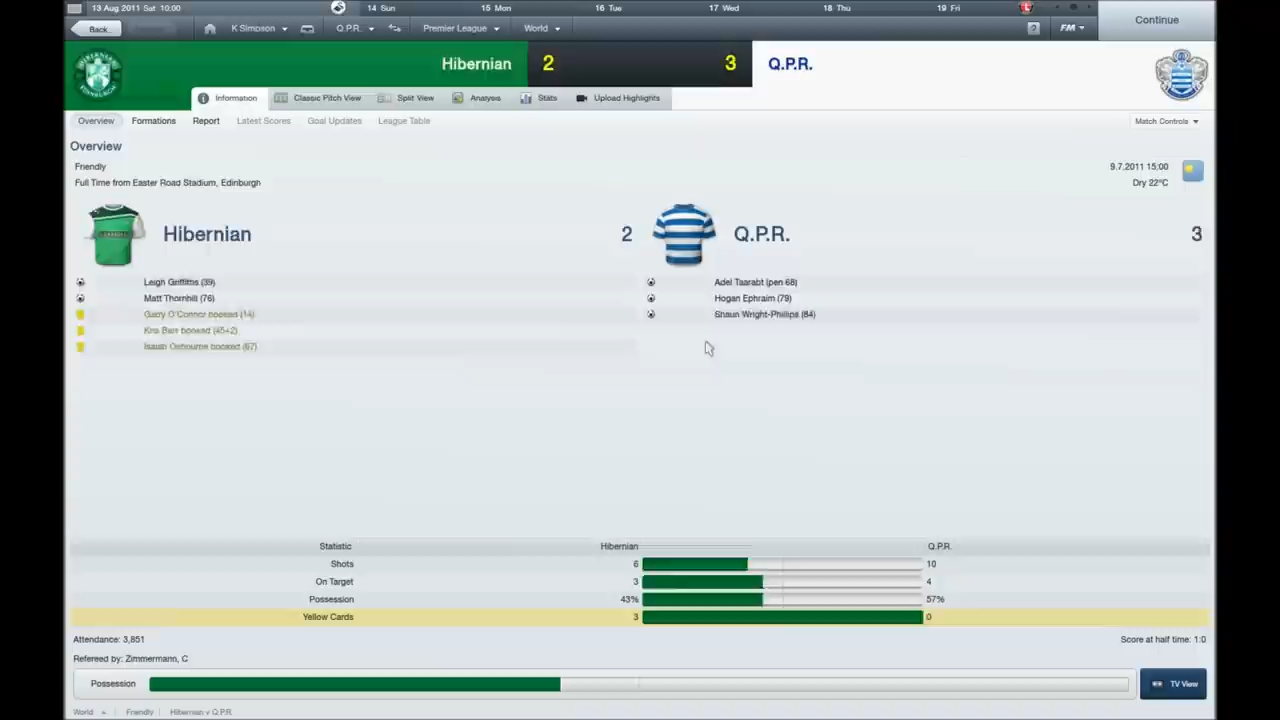 13 Aug 2011 Sat 10:00 14 Sun 15 Mon 16 Tue 17 Wed 18 Thu 19 Fri Continue
Back K Simpson Q.P.R. Premier League World FM
Hibernian 2 3 Q.P.R.
Information Classic Pitch View Split View Analysis Stats Upload Highlights
Overview Formations Report Latest Scores Goal Updates League Table Match Controls
Overview
Friendly 9.7.2011 15:00
Full Time from Easter Road Stadium, Edinburgh Dry 22°C
Hibernian 2 Q.P.R. 3
Leigh Griffiths (39) Adel Taarabt (pen 68)
Matt Thornhill (76) Hogan Ephraim (79)
Garry O'Connor booked (14) Shaun Wright-Phillips (84)
booked (45+2)
Isaiah Osbourne booked (67)
Statistic Hibernian Q.P.R.
Shots 6 10
On Target 3 4
Possession 43% 57%
Yellow Cards 3 0
Attendance: 3,851 Score at half time: 1:0
Refereed by: Zimmermann, C
Possession TV View
World Friendly Hibernian v Q.P.R.